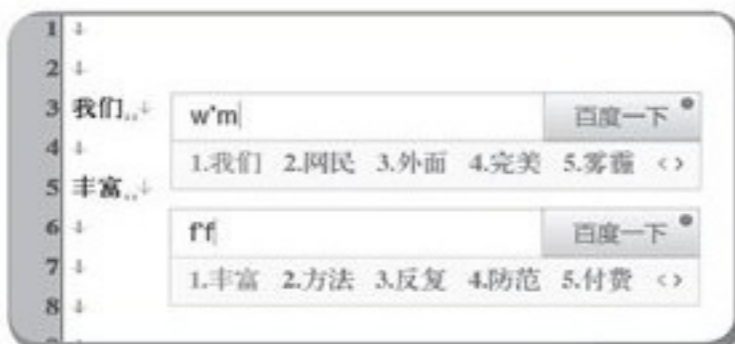 1
2
3 我们
w'm 百度一下
4
1.我们 2.网民 3.外面 4.完美 5.雾霾 < >
5 丰富
6
f'f 百度一下
7
1.丰富 2.方法 3.反复 4.防范 5.付费 < >
8